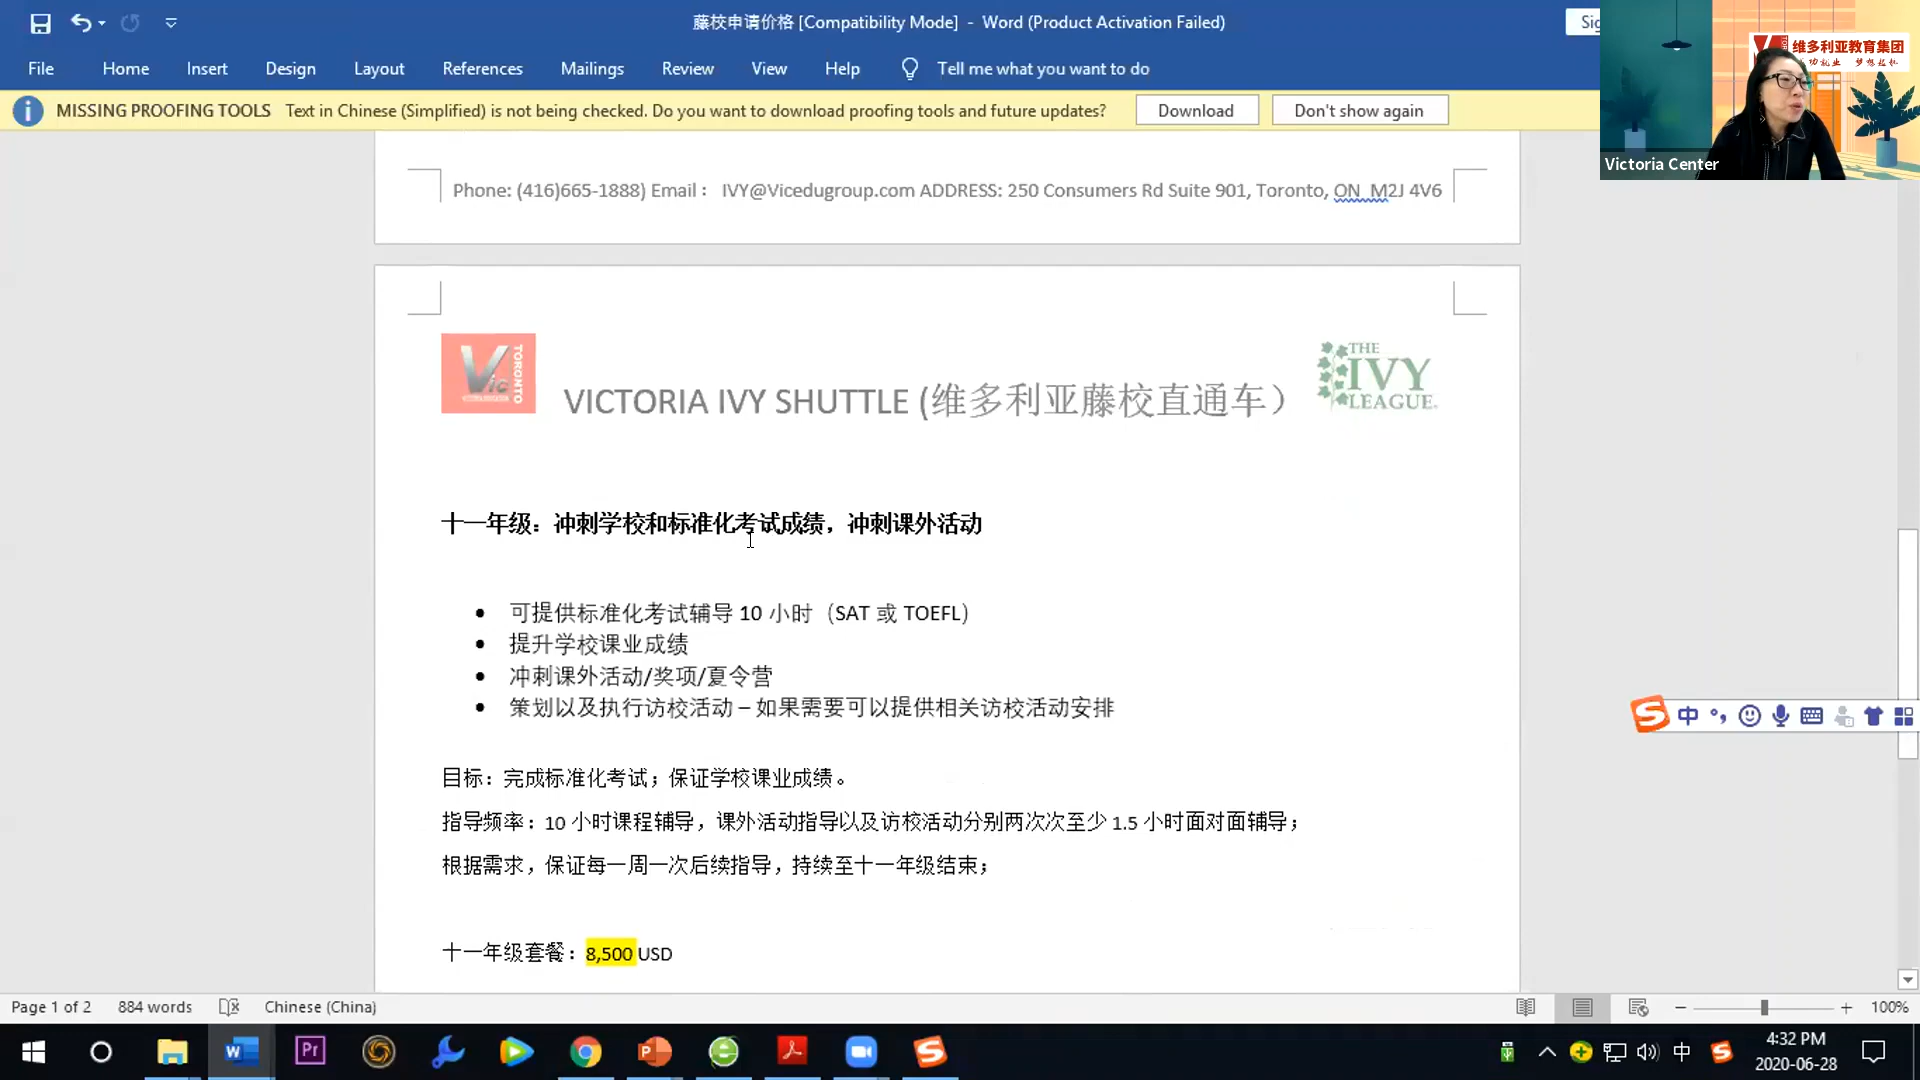 藤校申请价格 [Compatibility Mode] - Word (Product Activation Failed)
File Home Insert Design Layout References Mailings Review View Help Tell me what you want to do
MISSING PROOFING TOOLS Text in Chinese (Simplified) is not being checked. Do you want to download proofing tools and future updates? Download Don't show again
维多利亚教育集团
Victoria Center
Phone: (416)665-1888) Email： IVY@Vicedugroup.com ADDRESS: 250 Consumers Rd Suite 901, Toronto, ON M2J 4V6
Vic TORONTO
VICTORIA IVY SHUTTLE (维多利亚藤校直通车）
THE IVY LEAGUE
十一年级：冲刺学校和标准化考试成绩，冲刺课外活动
• 可提供标准化考试辅导 10 小时（SAT 或 TOEFL）
• 提升学校课业成绩
• 冲刺课外活动/奖项/夏令营
• 策划以及执行访校活动 – 如果需要可以提供相关访校活动安排
目标：完成标准化考试；保证学校课业成绩。
指导频率：10 小时课程辅导，课外活动指导以及访校活动分别两次次至少 1.5 小时面对面辅导；
根据需求，保证每一周一次后续指导，持续至十一年级结束；
十一年级套餐：8,500 USD
中
Page 1 of 2 884 words Chinese (China) 100%
Pr
中
4:32 PM
2020-06-28